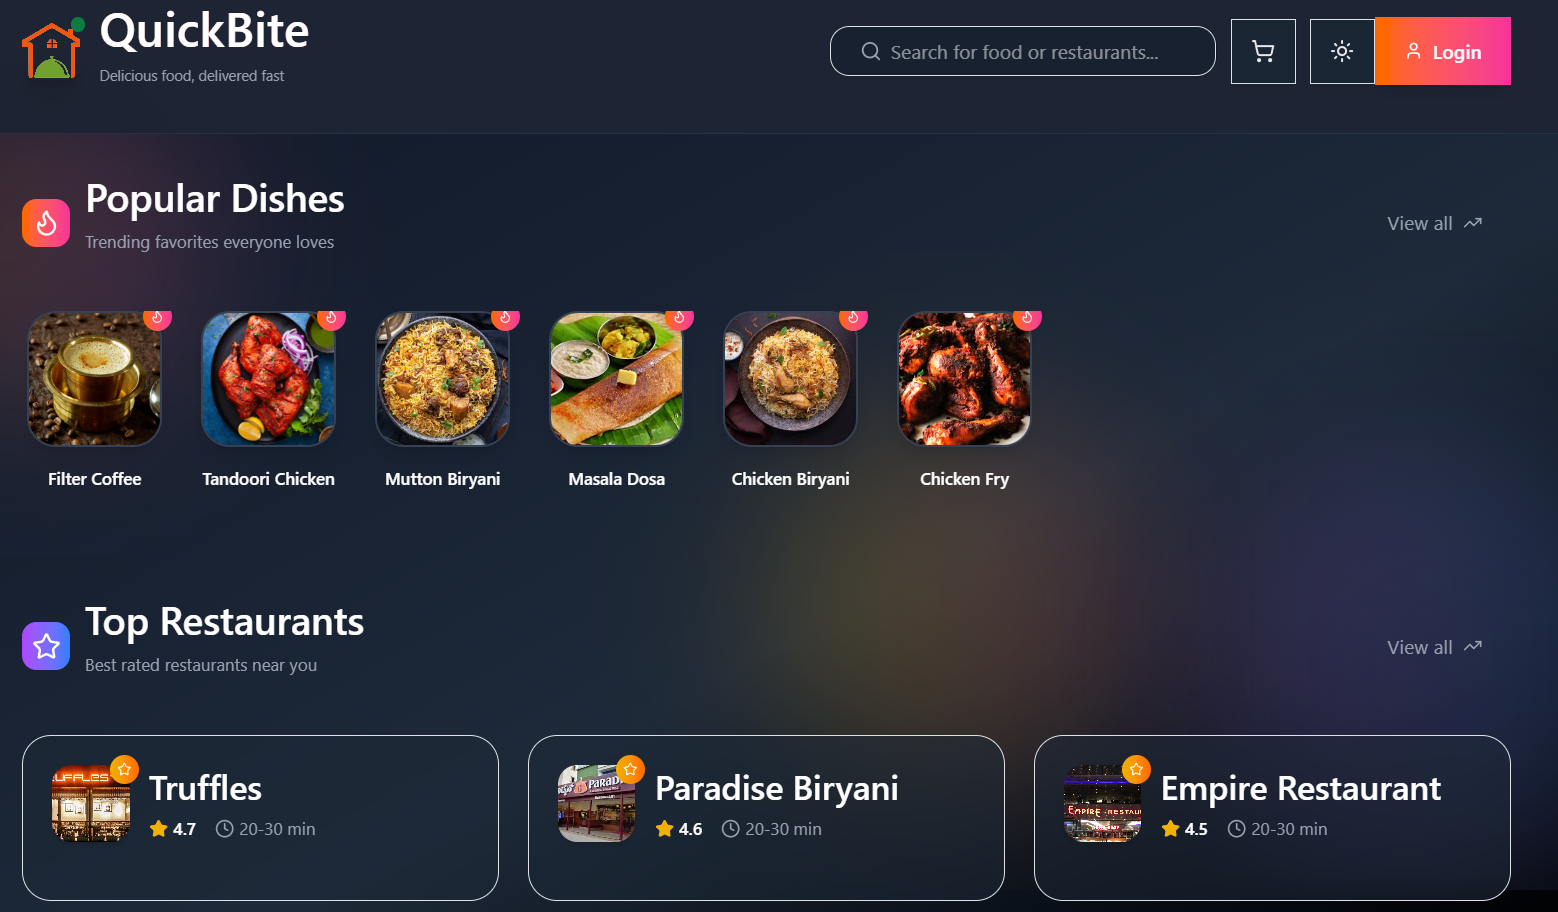 QuickBite
Delicious food, delivered fast
Search for food or restaurants...
Login
Popular Dishes
Trending favorites everyone loves
View all
Filter Coffee
Tandoori Chicken
Mutton Biryani
Masala Dosa
Chicken Biryani
Chicken Fry
Top Restaurants
Best rated restaurants near you
View all
Truffles
4.7 20-30 min
Paradise Biryani
4.6 20-30 min
Empire Restaurant
4.5 20-30 min